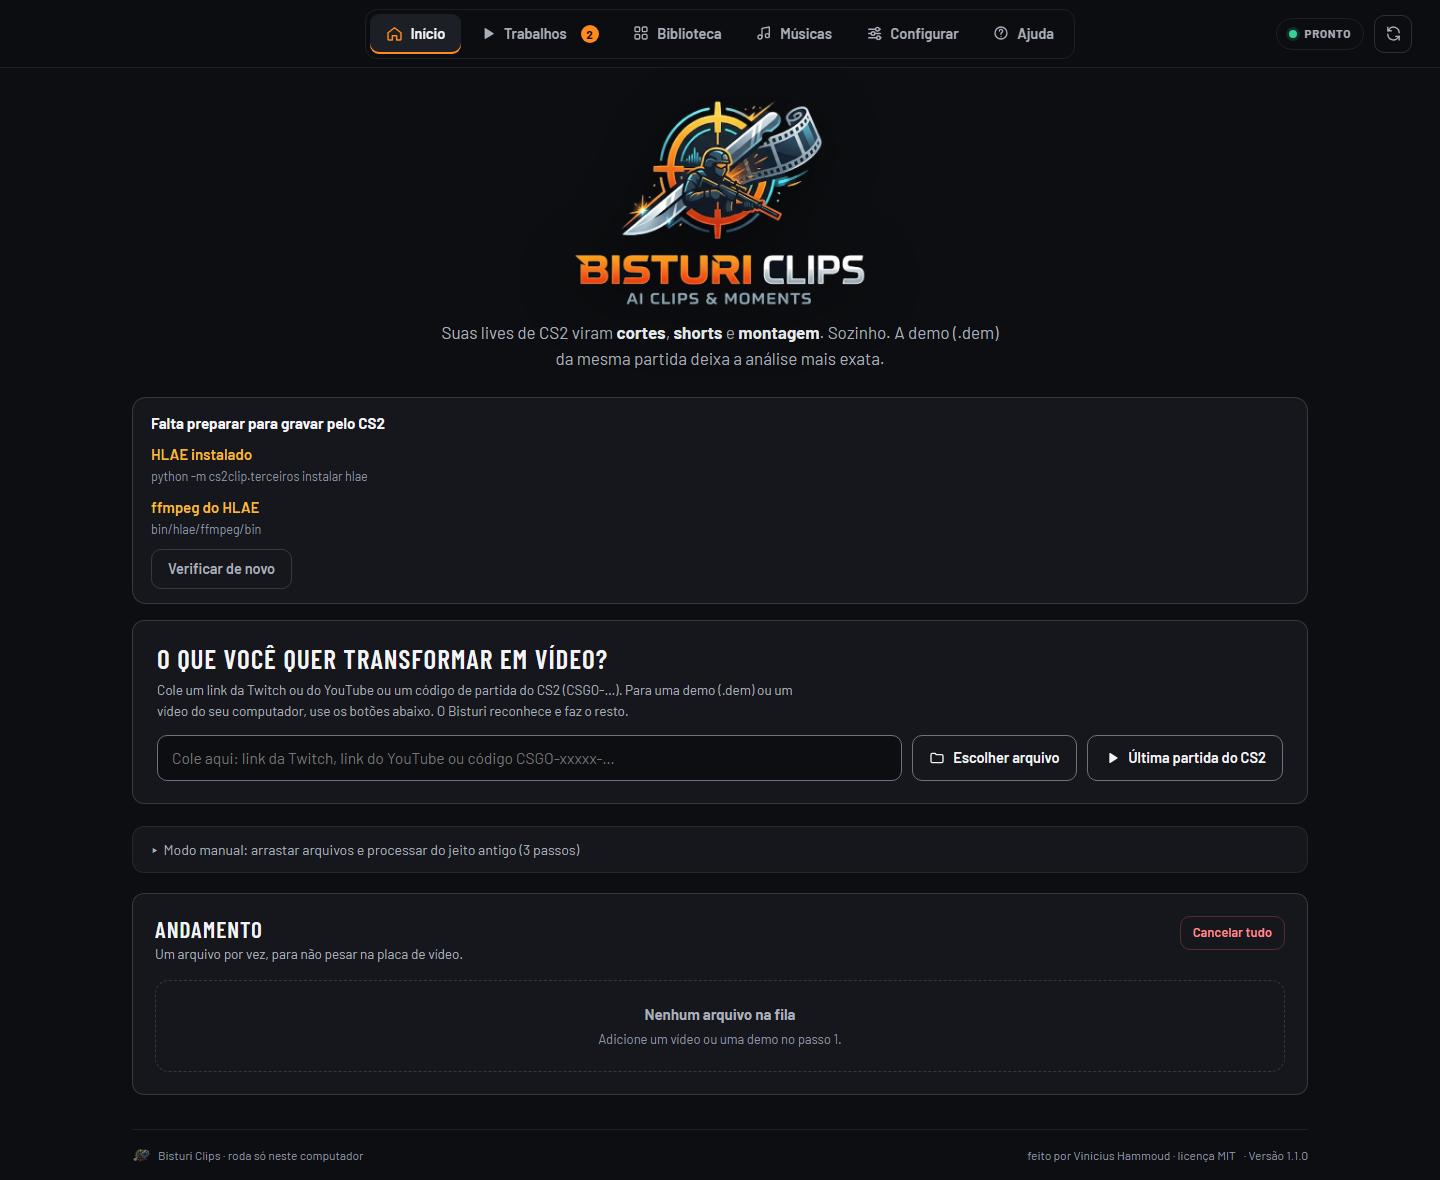 Início
Trabalhos 2
Biblioteca
Músicas
Configurar
Ajuda
PRONTO
BISTURI CLIPS
AI CLIPS & MOMENTS
Suas lives de CS2 viram cortes, shorts e montagem. Sozinho. A demo (.dem)
da mesma partida deixa a análise mais exata.
Falta preparar para gravar pelo CS2
HLAE instalado
python -m cs2clip.terceiros instalar hlae
ffmpeg do HLAE
bin/hlae/ffmpeg/bin
Verificar de novo
O QUE VOCÊ QUER TRANSFORMAR EM VÍDEO?
Cole um link da Twitch ou do YouTube ou um código de partida do CS2 (CSGO-…). Para uma demo (.dem) ou um
vídeo do seu computador, use os botões abaixo. O Bisturi reconhece e faz o resto.
Cole aqui: link da Twitch, link do YouTube ou código CSGO-xxxxx-…
Escolher arquivo
Última partida do CS2
Modo manual: arrastar arquivos e processar do jeito antigo (3 passos)
ANDAMENTO
Cancelar tudo
Um arquivo por vez, para não pesar na placa de vídeo.
Nenhum arquivo na fila
Adicione um vídeo ou uma demo no passo 1.
Bisturi Clips · roda só neste computador
feito por Vinicius Hammoud · licença MIT · Versão 1.1.0